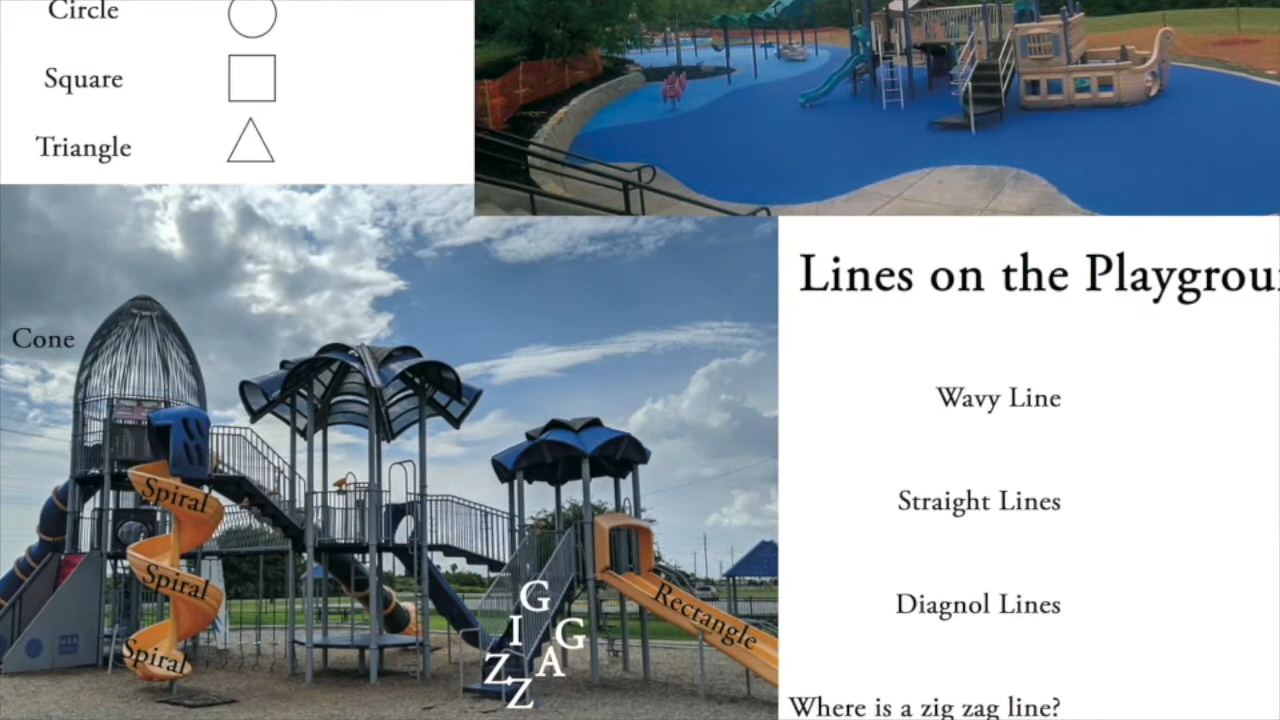 Circle
Square
Triangle
Cone
Spiral
Spiral
Spiral
G
I
G
Z
A
Z
Rectangle
Lines on the Playgrou
Wavy Line
Straight Lines
Diagnol Lines
Where is a zig zag line?